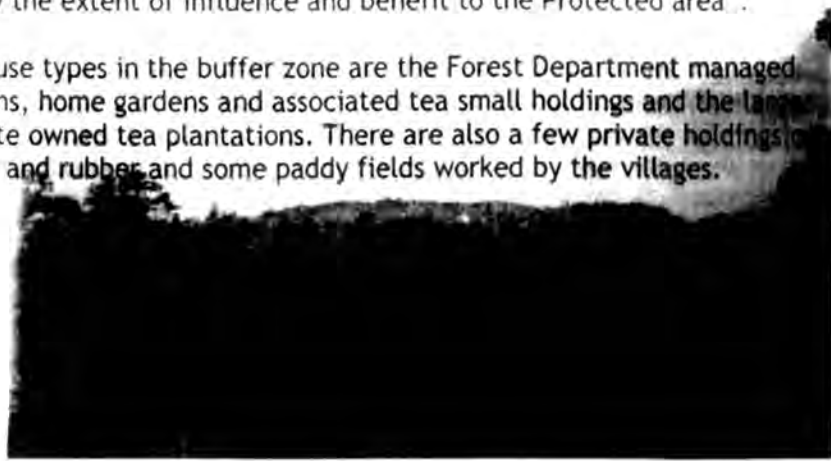 the extent of influence and benefit to the Protected area".
use types in the buffer zone are the Forest Department managed,
home gardens and associated tea small holdings and the larger
owned tea plantations. There are also a few private holdings
and rubber and some paddy fields worked by the villages.